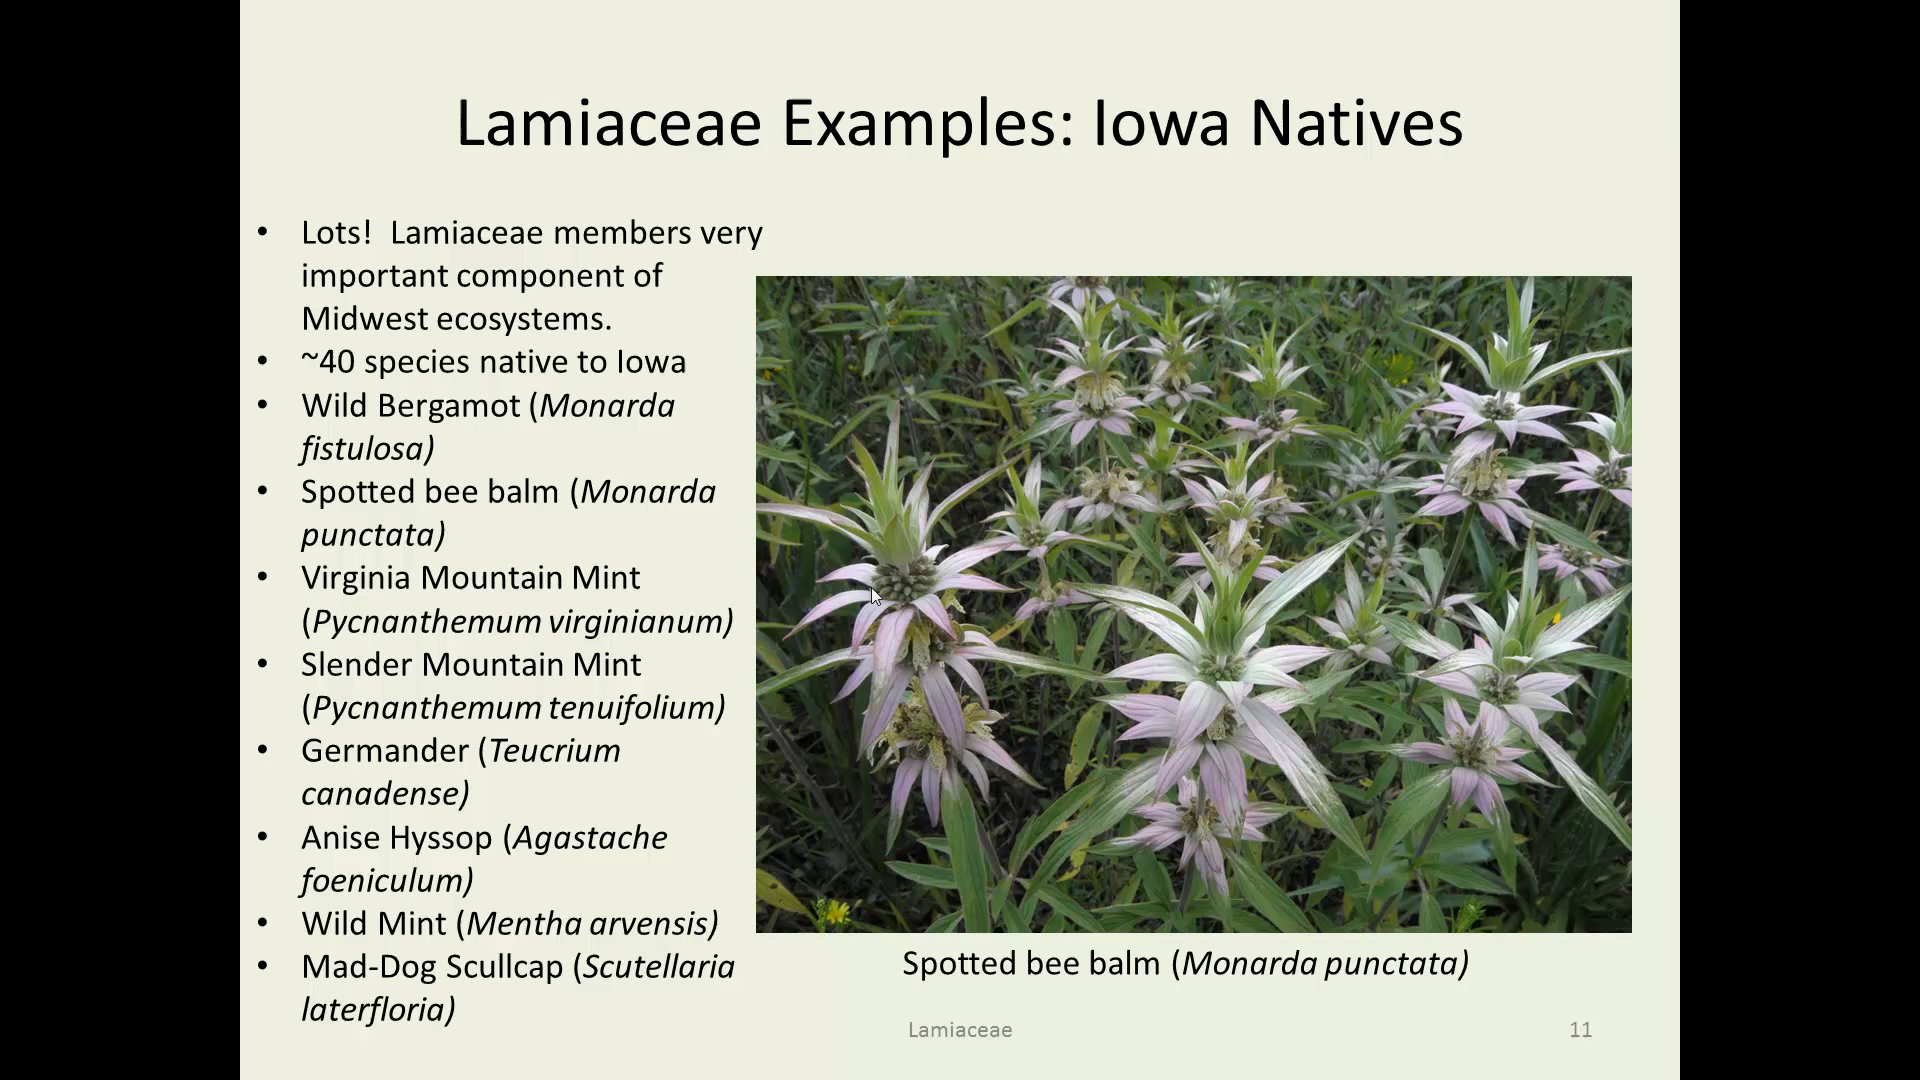 Lamiaceae Examples: Iowa Natives
• Lots!  Lamiaceae members very
important component of
Midwest ecosystems.
• ~40 species native to Iowa
• Wild Bergamot (Monarda
fistulosa)
• Spotted bee balm (Monarda
punctata)
• Virginia Mountain Mint
(Pycnanthemum virginianum)
• Slender Mountain Mint
(Pycnanthemum tenuifolium)
• Germander (Teucrium
canadense)
• Anise Hyssop (Agastache
foeniculum)
• Wild Mint (Mentha arvensis)
• Mad-Dog Scullcap (Scutellaria
laterfloria)
Spotted bee balm (Monarda punctata)
Lamiaceae
11